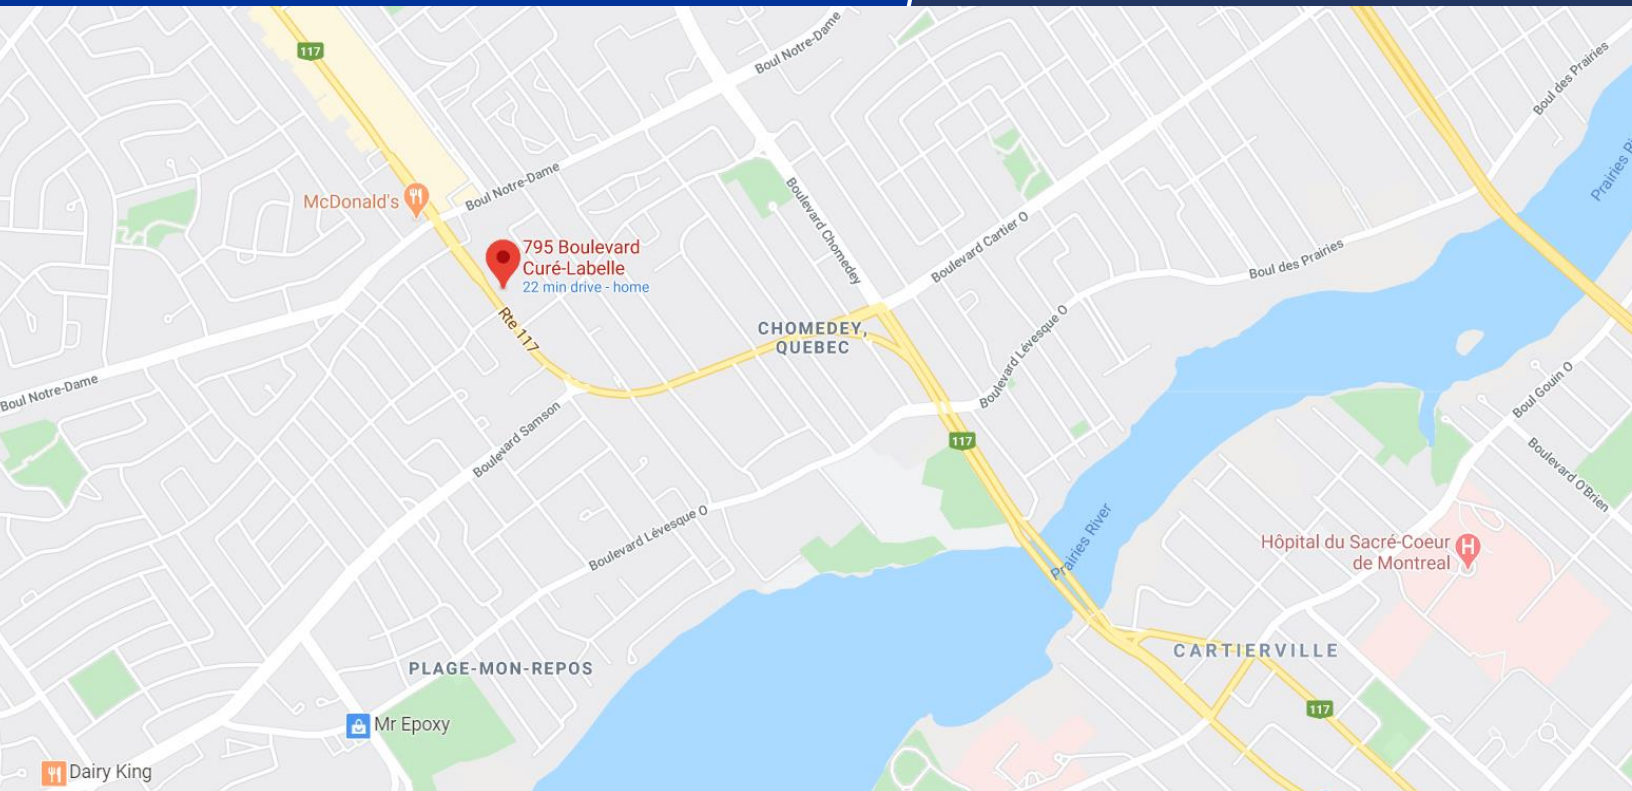 117
Boul Notre-Dame
Boul des Prairies
Prairies
McDonald's
Boul Notre-Dame
Boulevard Chomedey
Boulevard Cartier O
Boul des Prairies
795 Boulevard
Curé-Labelle
22 min drive - home
Rte 117
CHOMEDEY,
QUEBEC
Boulevard Lévesque O
Boul Notre-Dame
Boul Gouin O
Boulevard Samson
117
Boulevard O'Brien
Boulevard Lévesque O
Prairies River
Hôpital du Sacré-Coeur
de Montreal
H
PLAGE-MON-REPOS
CARTIERVILLE
117
Mr Epoxy
Dairy King